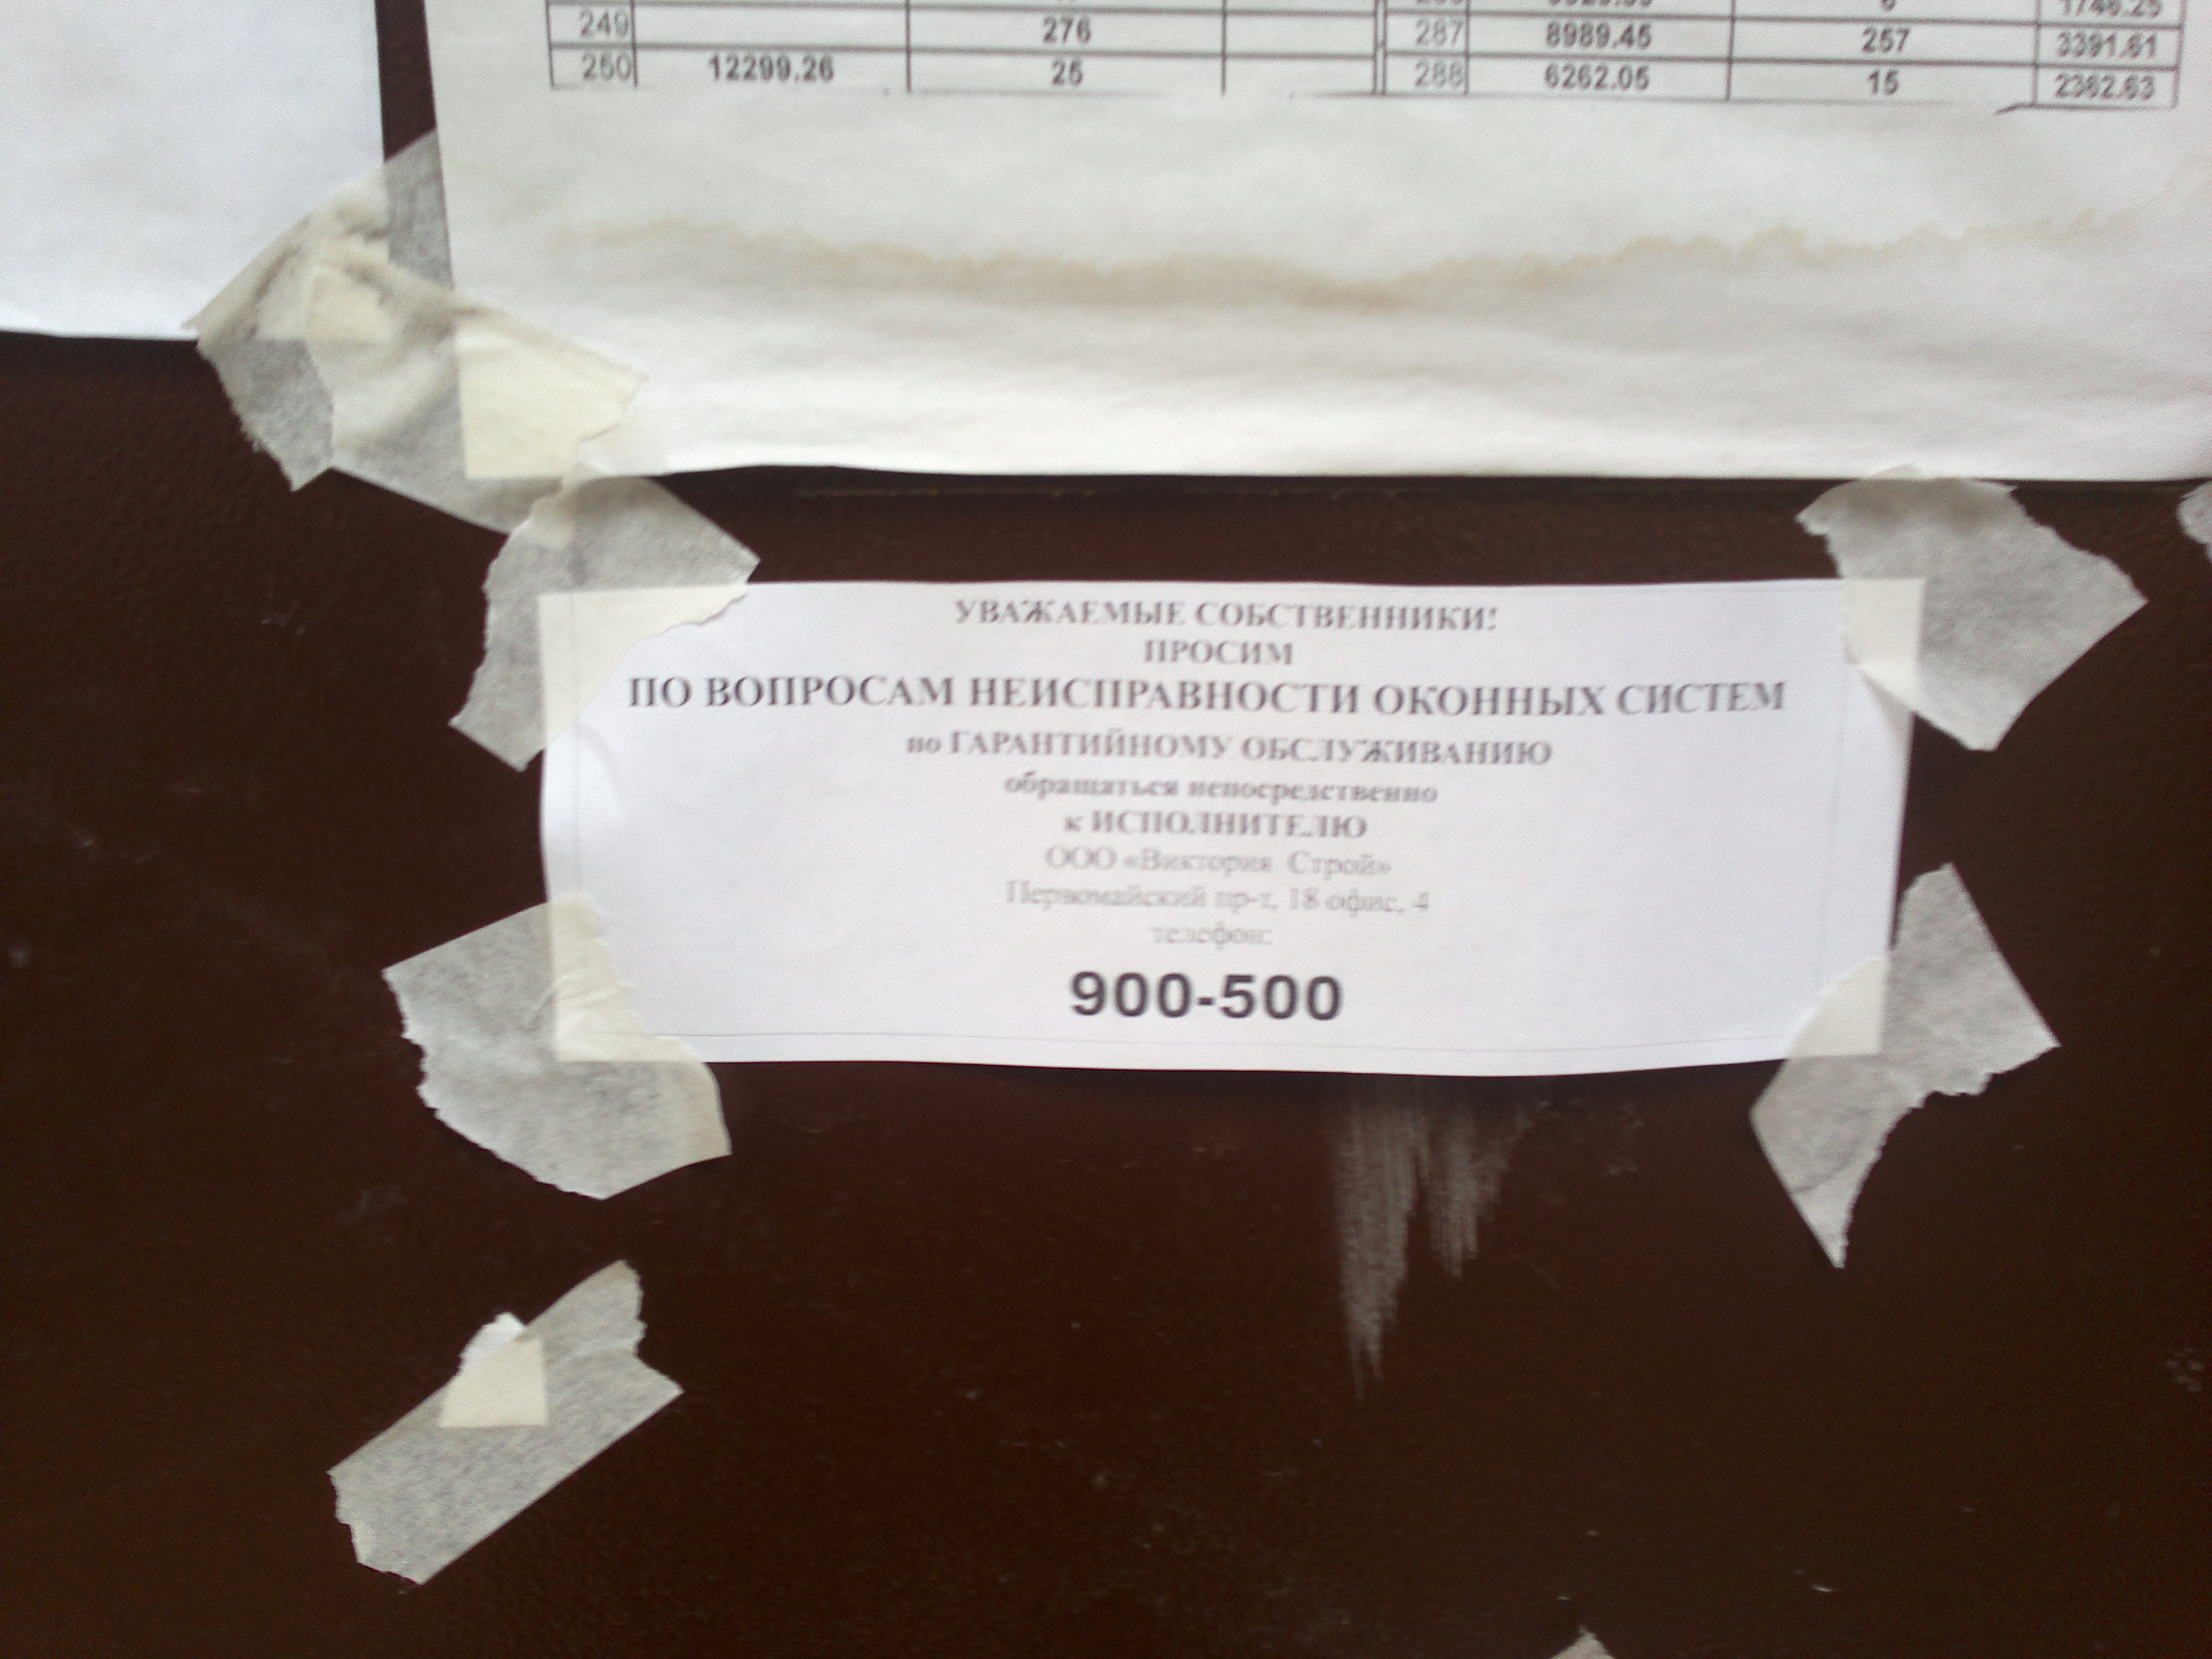 249 276 287 8989.45 257 3391.61
250 12299.26 25 288 6262.05 15 2362.63
УВАЖАЕМЫЕ СОБСТВЕННИКИ!
ПРОСИМ
ПО ВОПРОСАМ НЕИСПРАВНОСТИ ОКОННЫХ СИСТЕМ
по ГАРАНТИЙНОМУ ОБСЛУЖИВАНИЮ
обращаться непосредственно
к ИСПОЛНИТЕЛЮ
ООО «Виктория Строй»
Первомайский пр-т, 18 офис, 4
телефон:
900-500